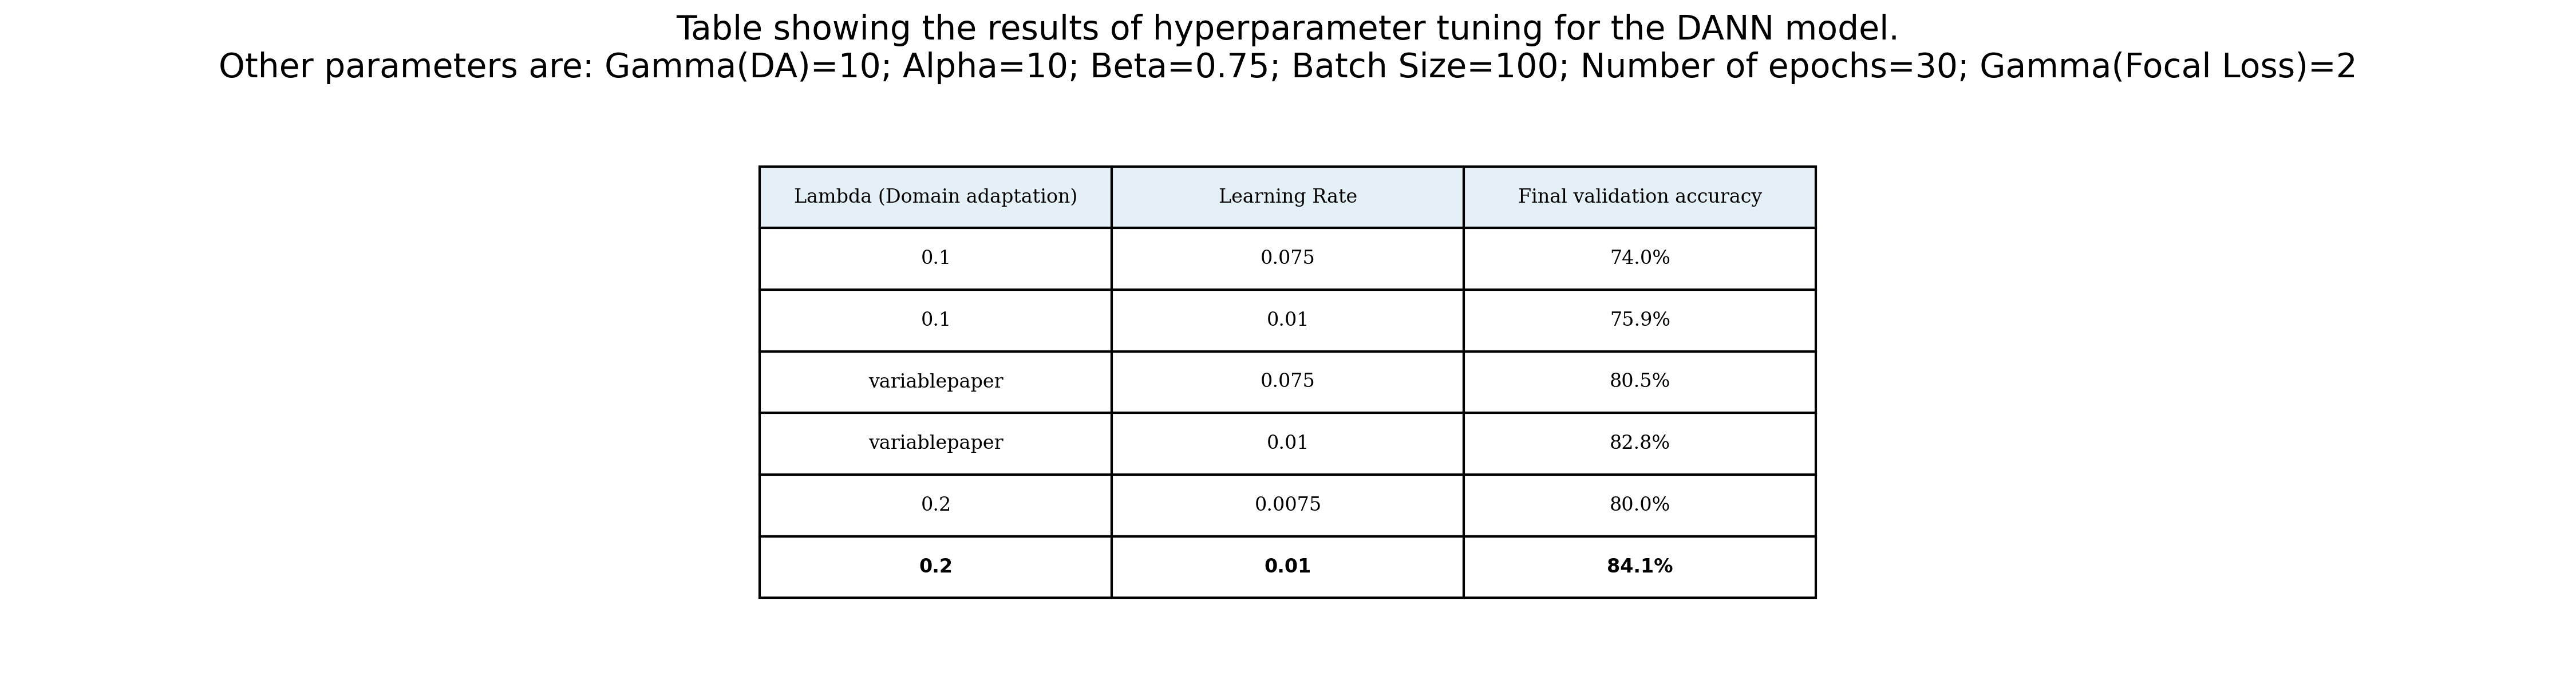 Table showing the results of hyperparameter tuning for the DANN model.
Other parameters are: Gamma(DA)=10; Alpha=10; Beta=0.75; Batch Size=100; Number of epochs=30; Gamma(Focal Loss)=2
Lambda (Domain adaptation) Learning Rate Final validation accuracy
0.1 0.075 74.0%
0.1 0.01 75.9%
variablepaper 0.075 80.5%
variablepaper 0.01 82.8%
0.2 0.0075 80.0%
0.2 0.01 84.1%